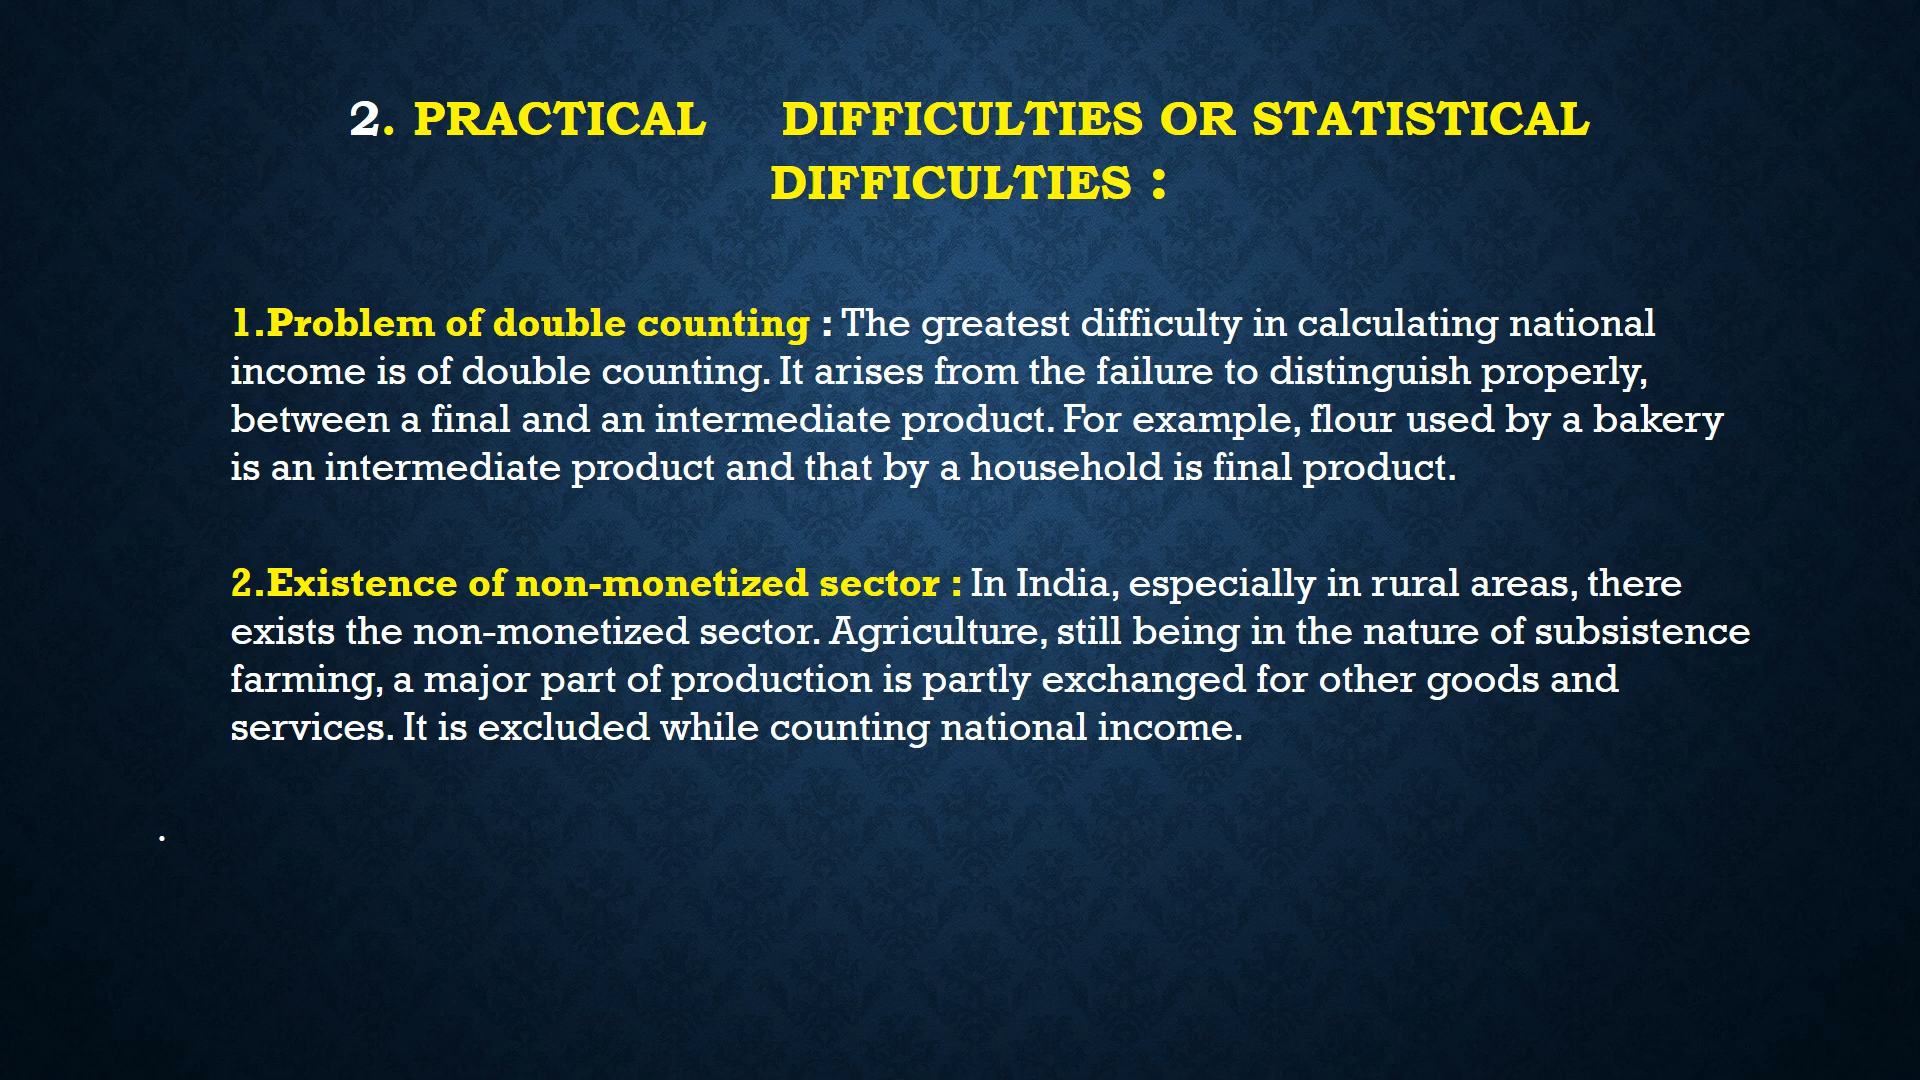 2. PRACTICAL DIFFICULTIES OR STATISTICAL
DIFFICULTIES :
1.Problem of double counting : The greatest difficulty in calculating national
income is of double counting. It arises from the failure to distinguish properly,
between a final and an intermediate product. For example, flour used by a bakery
is an intermediate product and that by a household is final product.
2.Existence of non-monetized sector : In India, especially in rural areas, there
exists the non-monetized sector. Agriculture, still being in the nature of subsistence
farming, a major part of production is partly exchanged for other goods and
services. It is excluded while counting national income.
.